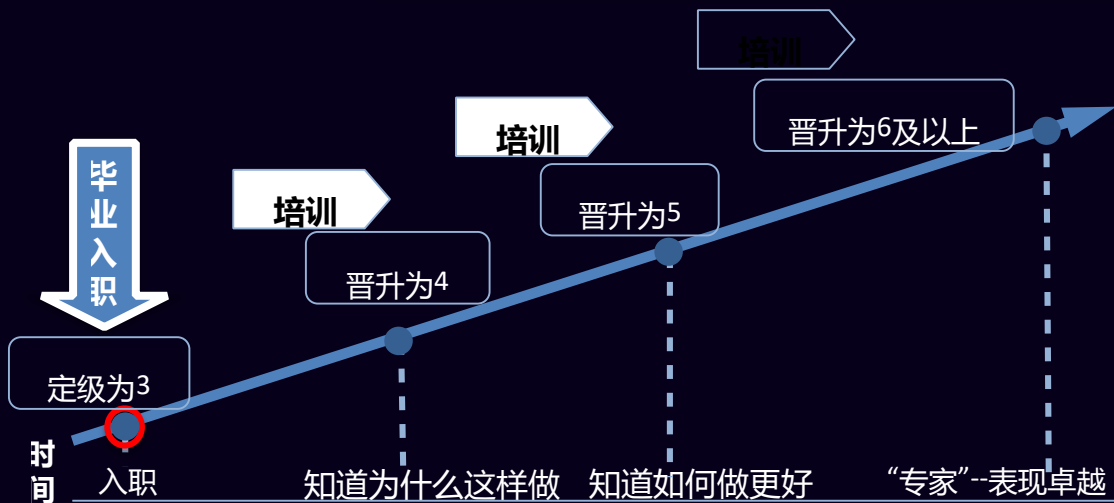 培训
培训
晋升为6及以上
毕
业
入
职
培训
晋升为5
晋升为4
定级为3
时
间
入职
知道为什么这样做
知道如何做更好
“专家”--表现卓越